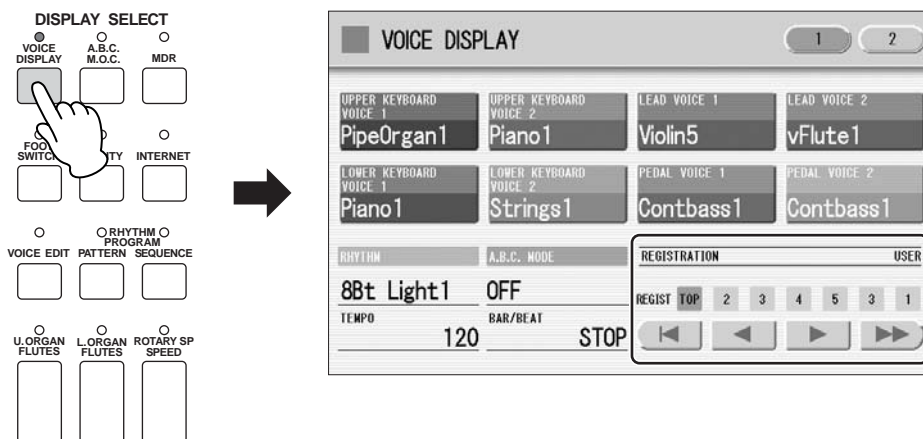 DISPLAY SELECT
VOICE DISPLAY
A.B.C. M.O.C.
MDR
INTERNET
VOICE EDIT
RHYTHM PROGRAM
PATTERN SEQUENCE
U.ORGAN FLUTES
L.ORGAN FLUTES
ROTARY SP SPEED
VOICE DISPLAY
1
2
UPPER KEYBOARD VOICE 1
PipeOrgan1
UPPER KEYBOARD VOICE 2
Piano1
LEAD VOICE 1
Violin5
LEAD VOICE 2
vFlute1
LOWER KEYBOARD VOICE 1
Piano1
LOWER KEYBOARD VOICE 2
Strings1
PEDAL VOICE 1
Contbass1
PEDAL VOICE 2
Contbass1
RHYTHM
8Bt Light1
TEMPO
120
A.B.C. MODE
OFF
BAR/BEAT
STOP
REGISTRATION USER
REGIST TOP 2 3 4 5 3 1